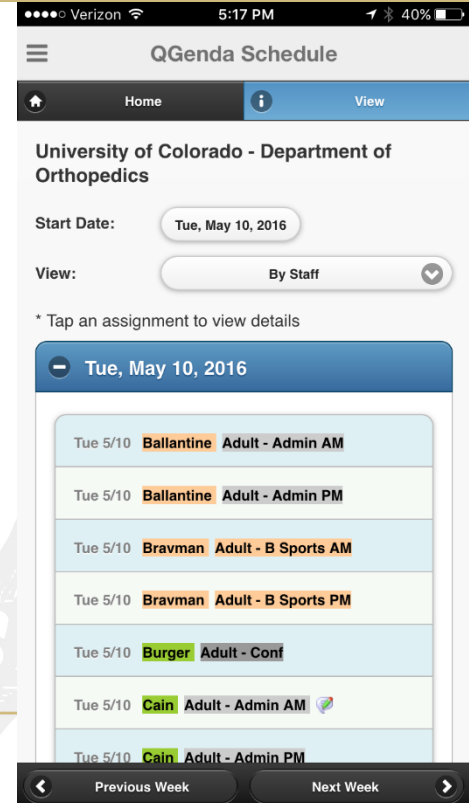 Verizon 5:17 PM 40%
QGenda Schedule
Home View
University of Colorado - Department of
Orthopedics
Start Date: Tue, May 10, 2016
View: By Staff
* Tap an assignment to view details
Tue, May 10, 2016
Tue 5/10 Ballantine Adult - Admin AM
Tue 5/10 Ballantine Adult - Admin PM
Tue 5/10 Bravman Adult - B Sports AM
Tue 5/10 Bravman Adult - B Sports PM
Tue 5/10 Burger Adult - Conf
Tue 5/10 Cain Adult - Admin AM
Tue 5/10 Cain Adult - Admin PM
Previous Week Next Week